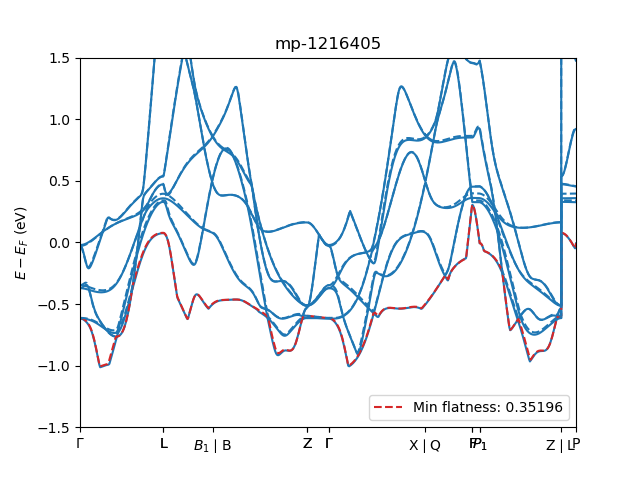 mp-1216405
E − E_F (eV)
1.5
1.0
0.5
0.0
−0.5
−1.0
−1.5
Min flatness: 0.35196
Γ L B₁ | B Z Γ X | Q F P₁ Z | L P